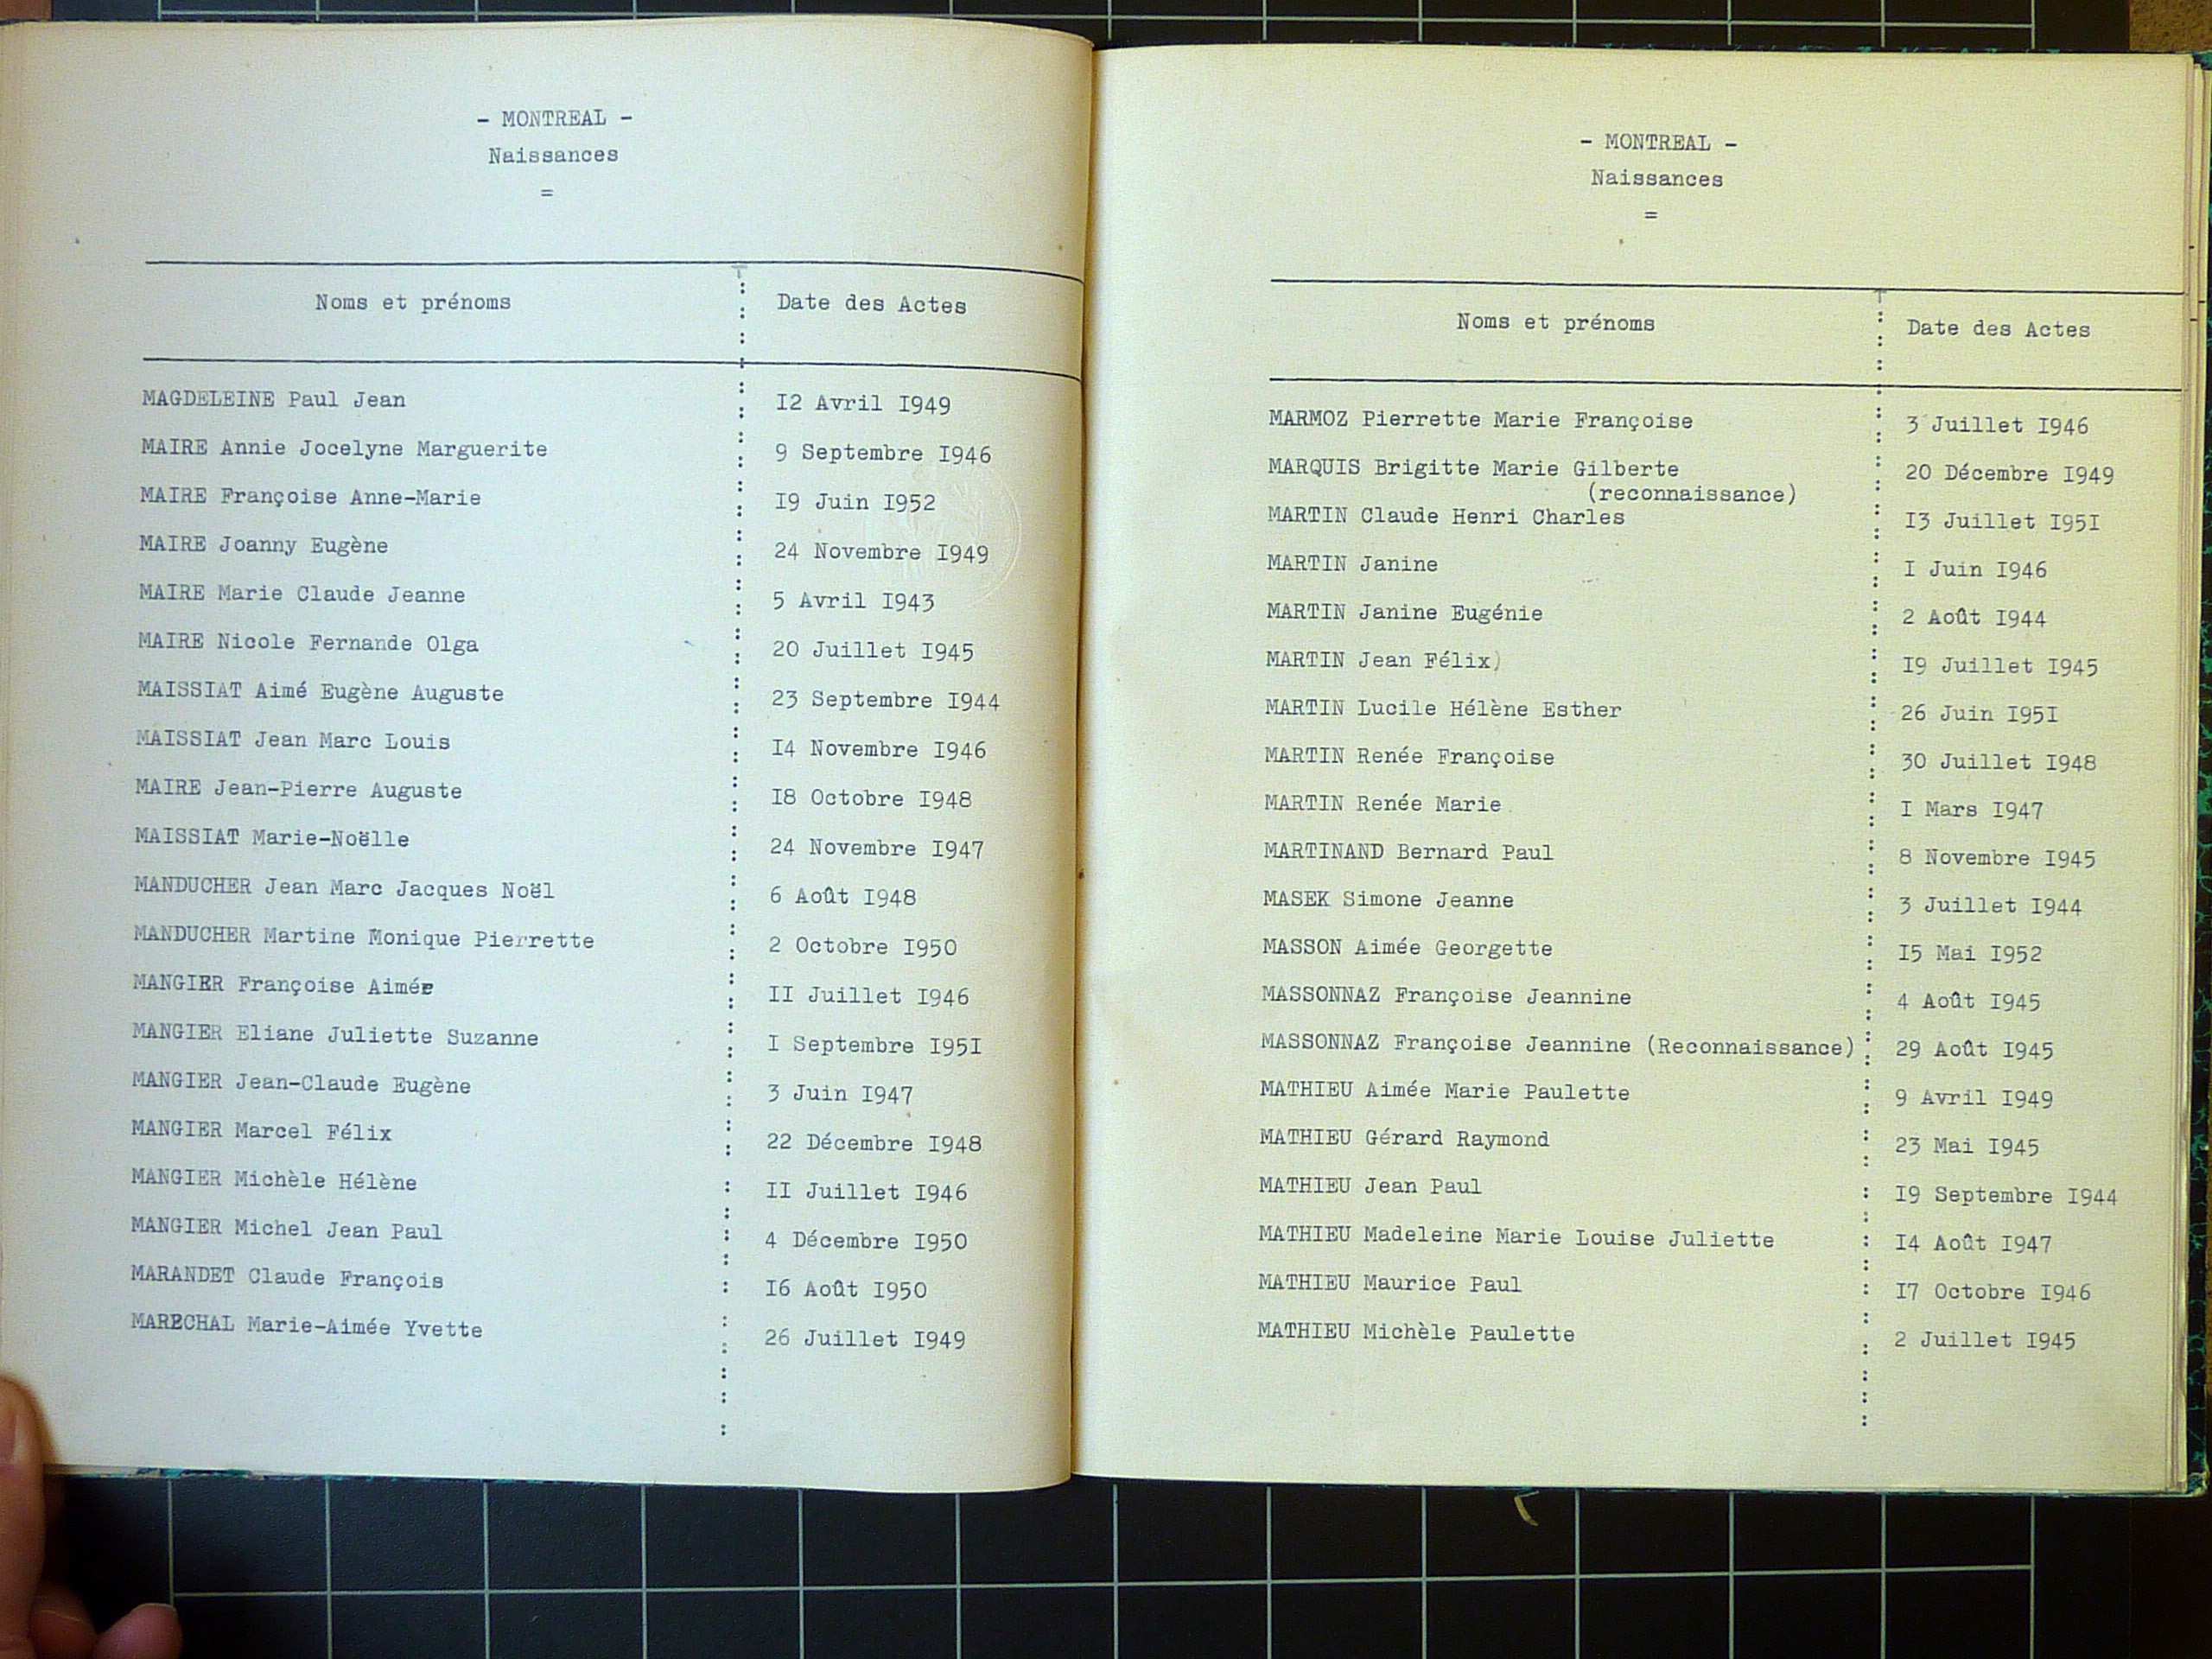 - MONTREAL -
Naissances
=
Noms et prénoms : Date des Actes
MAGDELEINE Paul Jean : I2 Avril I949
MAIRE Annie Jocelyne Marguerite : 9 Septembre I946
MAIRE Françoise Anne-Marie : I9 Juin I952
MAIRE Joanny Eugène : 24 Novembre I949
MAIRE Marie Claude Jeanne : 5 Avril I943
MAIRE Nicole Fernande Olga : 20 Juillet I945
MAISSIAT Aimé Eugène Auguste : 23 Septembre I944
MAISSIAT Jean Marc Louis : I4 Novembre I946
MAIRE Jean-Pierre Auguste : I8 Octobre I948
MAISSIAT Marie-Noëlle : 24 Novembre I947
MANDUCHER Jean Marc Jacques Noël : 6 Août I948
MANDUCHER Martine Monique Pierrette : 2 Octobre I950
MANGIER Françoise Aimée : II Juillet I946
MANGIER Eliane Juliette Suzanne : I Septembre I95I
MANGIER Jean-Claude Eugène : 3 Juin I947
MANGIER Marcel Félix : 22 Décembre I948
MANGIER Michèle Hélène : II Juillet I946
MANGIER Michel Jean Paul : 4 Décembre I950
MARANDET Claude François : I6 Août I950
MARECHAL Marie-Aimée Yvette : 26 Juillet I949
- MONTREAL -
Naissances
=
Noms et prénoms : Date des Actes
MARMOZ Pierrette Marie Françoise : 3 Juillet I946
MARQUIS Brigitte Marie Gilberte : 20 Décembre I949
(reconnaissance)
MARTIN Claude Henri Charles : I3 Juillet I95I
MARTIN Janine : I Juin I946
MARTIN Janine Eugénie : 2 Août I944
MARTIN Jean Félix) : I9 Juillet I945
MARTIN Lucile Hélène Esther : 26 Juin I95I
MARTIN Renée Françoise : 30 Juillet I948
MARTIN Renée Marie : I Mars I947
MARTINAND Bernard Paul : 8 Novembre I945
MASEK Simone Jeanne : 3 Juillet I944
MASSON Aimée Georgette : I5 Mai I952
MASSONNAZ Françoise Jeannine : 4 Août I945
MASSONNAZ Françoise Jeannine (Reconnaissance) : 29 Août I945
MATHIEU Aimée Marie Paulette : 9 Avril I949
MATHIEU Gérard Raymond : 23 Mai I945
MATHIEU Jean Paul : I9 Septembre I944
MATHIEU Madeleine Marie Louise Juliette : I4 Août I947
MATHIEU Maurice Paul : I7 Octobre I946
MATHIEU Michèle Paulette : 2 Juillet I945